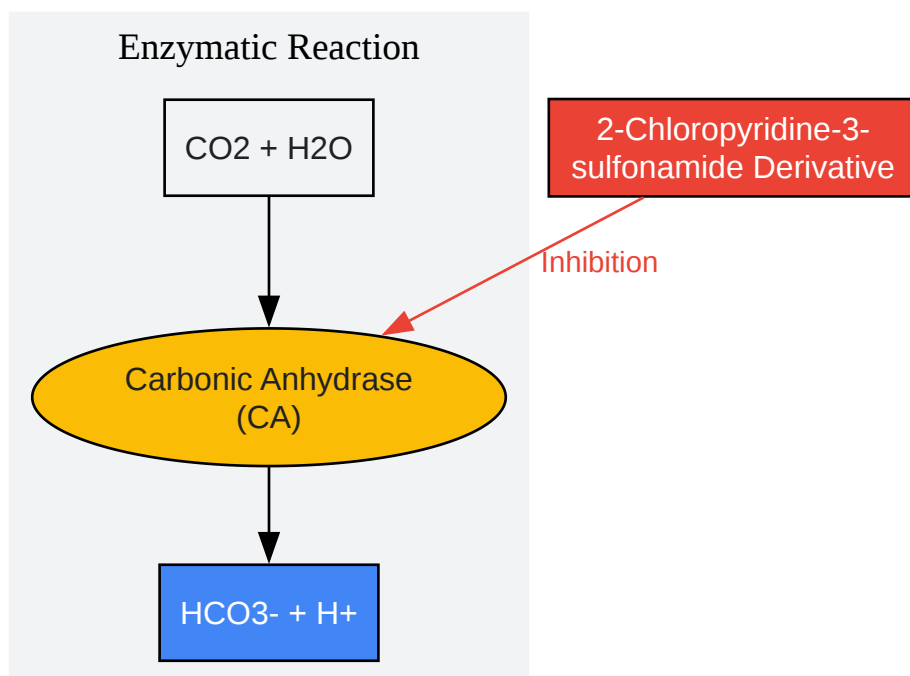 Enzymatic Reaction
CO2 + H2O
2-Chloropyridine-3-
sulfonamide Derivative
Inhibition
Carbonic Anhydrase
(CA)
HCO3- + H+